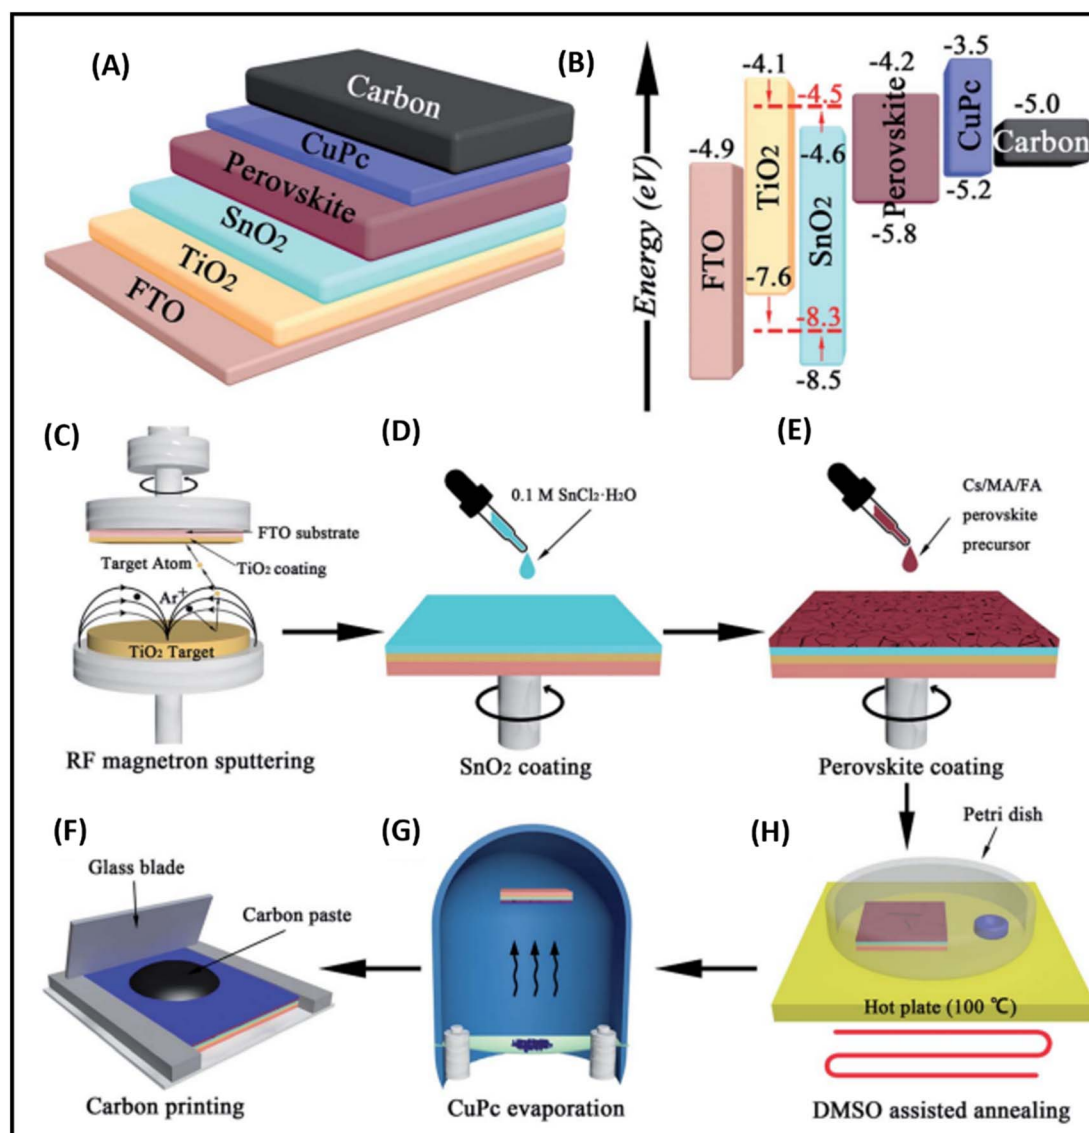 (A)
Carbon
CuPc
Perovskite
SnO2
TiO2
FTO
(B)
Energy (eV)
-4.9
FTO
-4.1
TiO2
-7.6
-4.5
-4.6
SnO2
-8.3
-8.5
-4.2
Perovskite
-5.8
-3.5
CuPc
-5.2
-5.0
Carbon
(C)
FTO substrate
TiO2 coating
Target Atom
Ar+
TiO2 Target
RF magnetron sputtering
(D)
0.1 M SnCl2·H2O
SnO2 coating
(E)
Cs/MA/FA
perovskite
precursor
Perovskite coating
(F)
Glass blade
Carbon paste
Carbon printing
(G)
CuPc evaporation
(H)
Petri dish
Hot plate (100 ℃)
DMSO assisted annealing